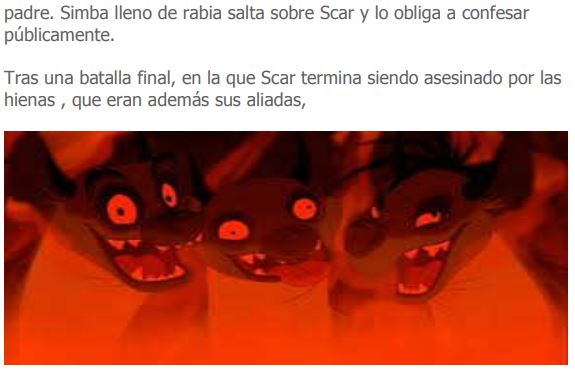 padre. Simba lleno de rabia salta sobre Scar y lo obliga a confesar
públicamente.
Tras una batalla final, en la que Scar termina siendo asesinado por las
hienas , que eran además sus aliadas,